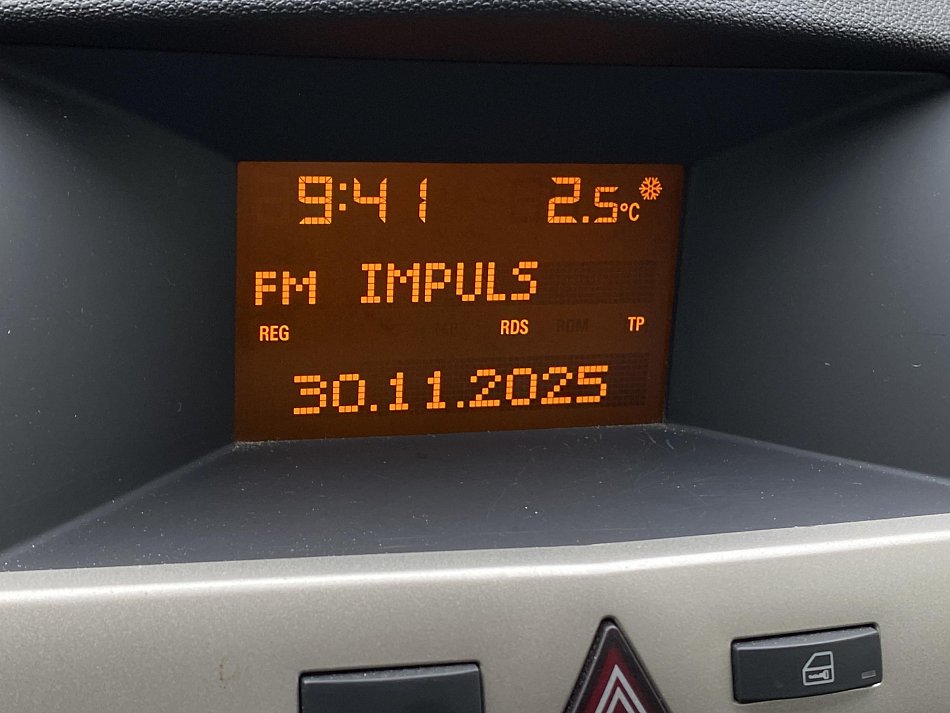 9:41 2.5°C
FM IMPULS
REG RDS TP
30.11.2025